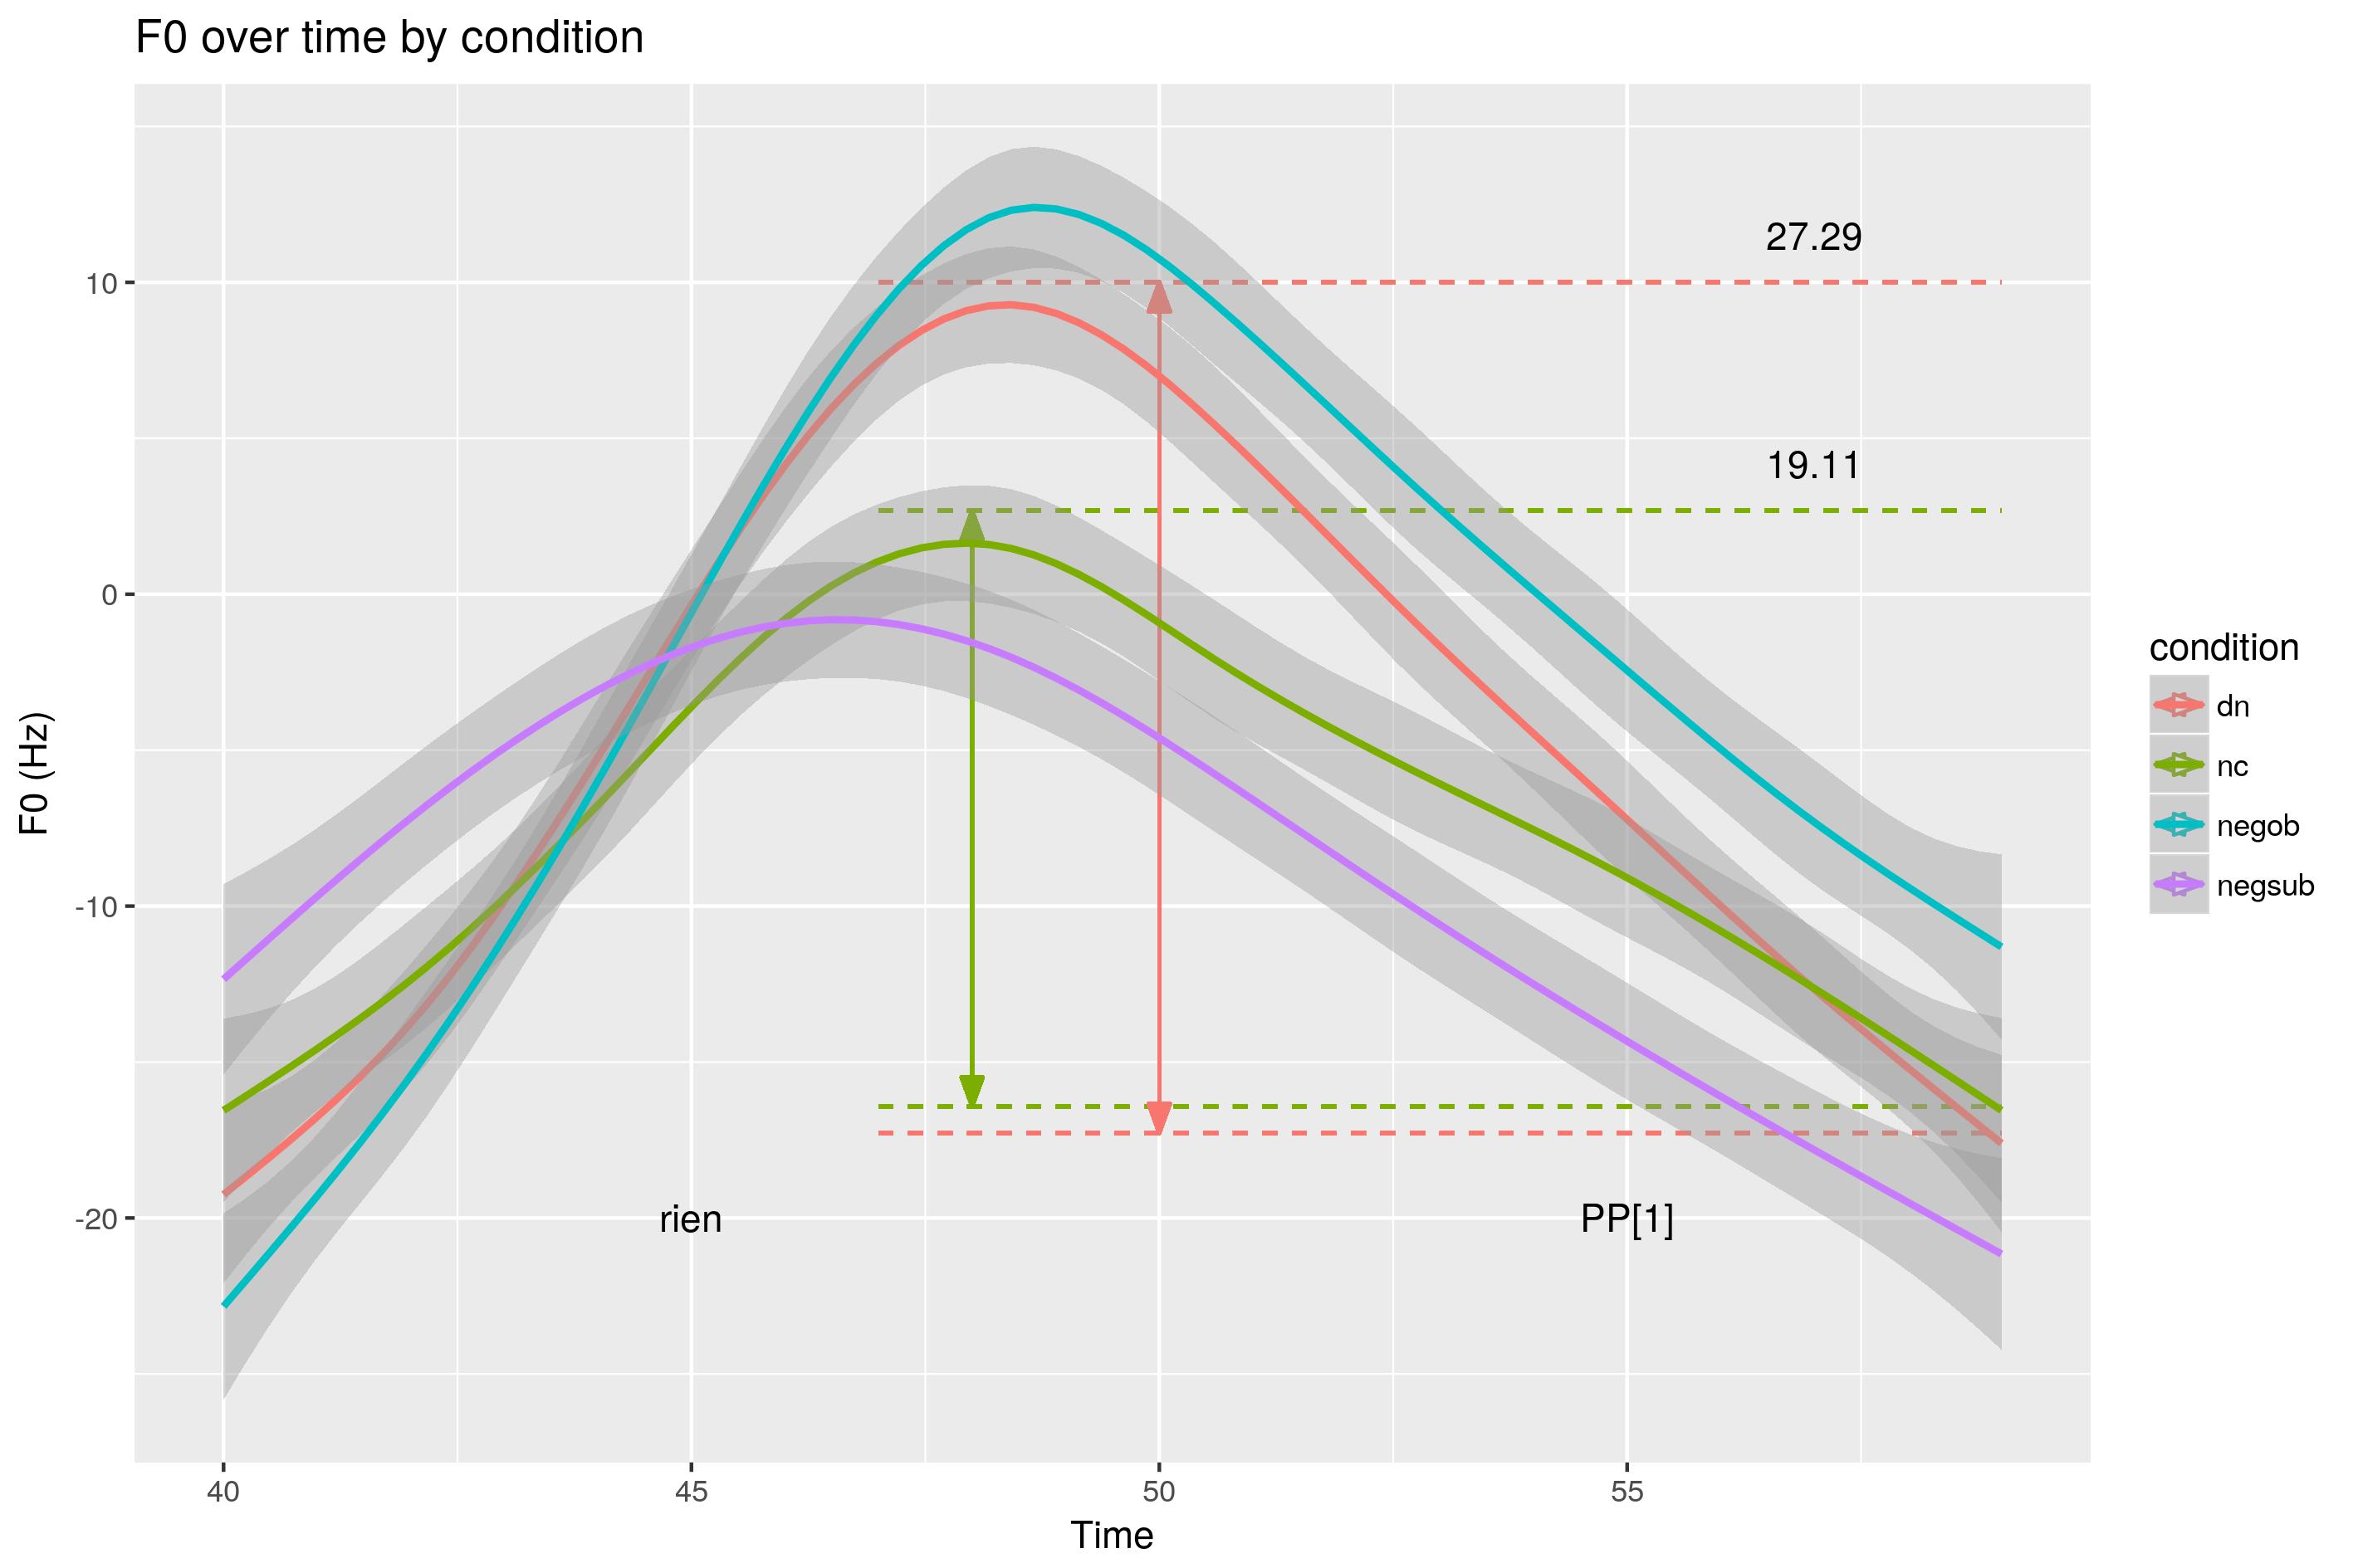 F0 over time by condition
27.29
19.11
10
0
-10
-20
F0 (Hz)
rien
PP[1]
40
45
50
55
Time
condition
dn
nc
negob
negsub